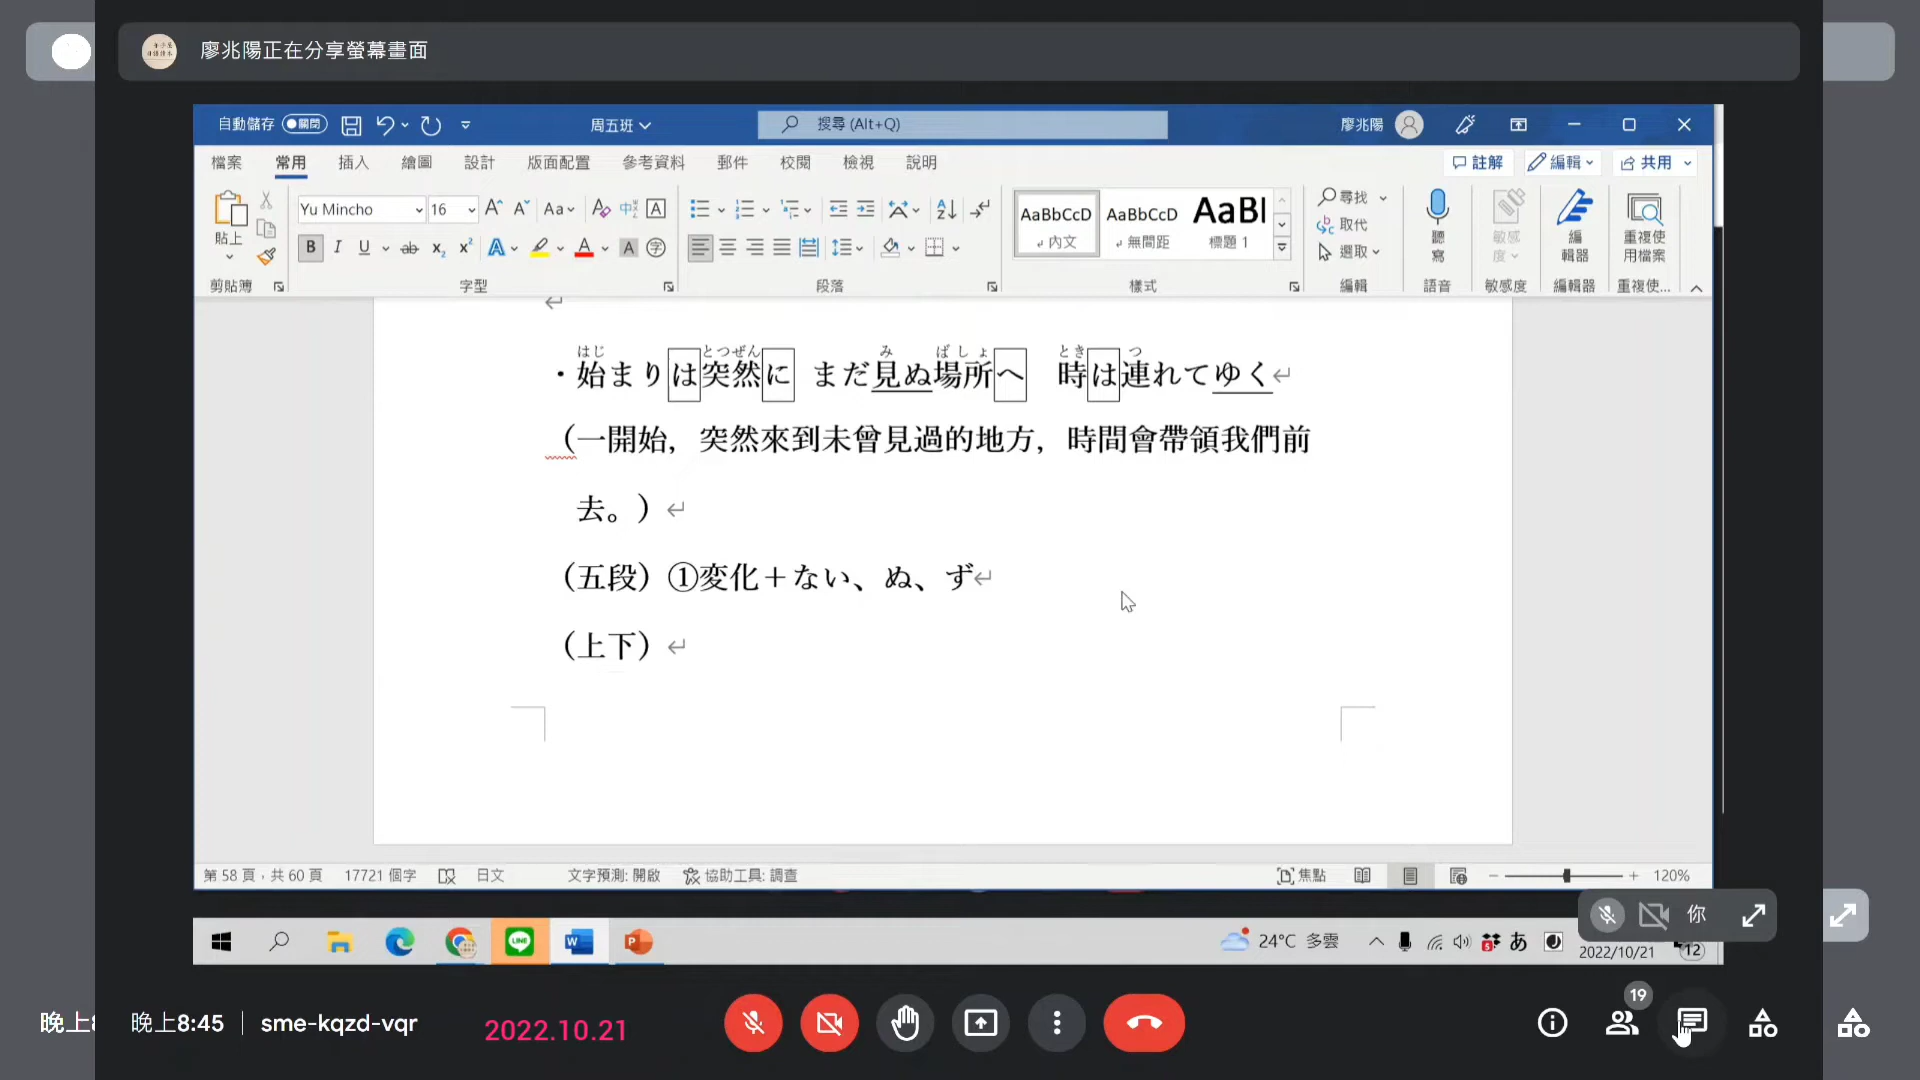 廖兆陽正在分享螢幕畫面
自動儲存 關閉 周五班 搜尋 (Alt+Q) 廖兆陽
檔案 常用 插入 繪圖 設計 版面配置 參考資料 郵件 校閱 檢視 說明 註解 編輯 共用
貼上 Yu Mincho 16 Aa AaBbCcD AaBbCcD AaBl 尋找
取代
選取
內文 無間距 標題 1
聽寫 敏感度 編輯器 重複使用檔案
剪貼簿 字型 段落 樣式 編輯 語音 敏感度 編輯器 重複使...
はじ とつぜん み ばしょ とき つ
・始まりは突然に まだ見ぬ場所へ 時は連れてゆく
（一開始，突然來到未曾見過的地方，時間會帶領我們前
去。）
（五段）①変化＋ない、ぬ、ず
（上下）
第 58 頁，共 60 頁 17721 個字 日文 文字預測: 開啟 協助工具: 調查 焦點 120%
你
24°C 多雲 あ
2022/10/21 12
晚上8:45 sme-kqzd-vqr 2022.10.21 19